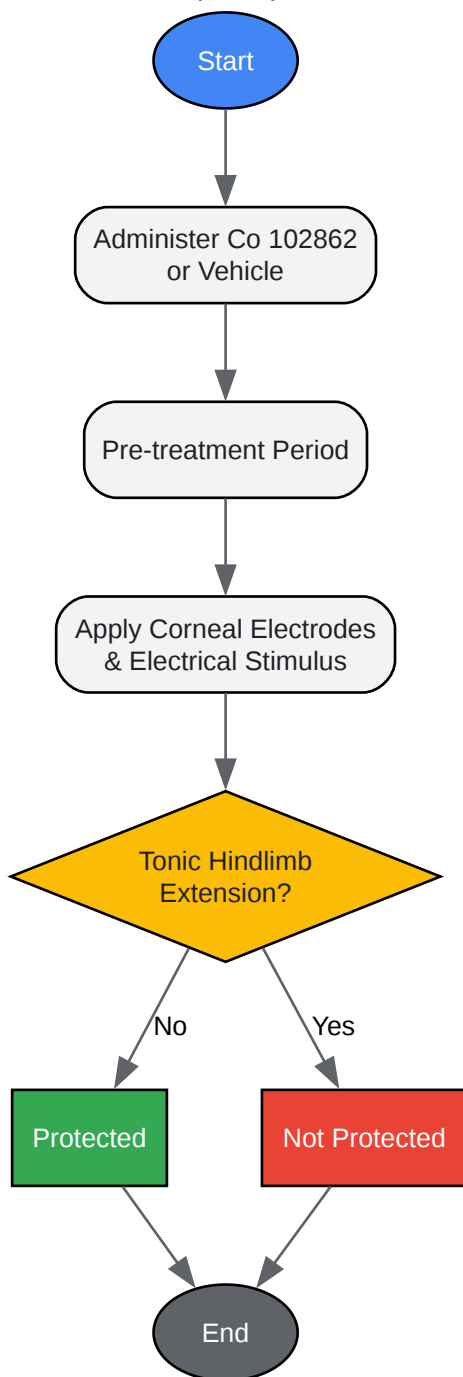 Start
Administer Co 102862
or Vehicle
Pre-treatment Period
Apply Corneal Electrodes
& Electrical Stimulus
Tonic Hindlimb
Extension?
No
Yes
Protected
Not Protected
End